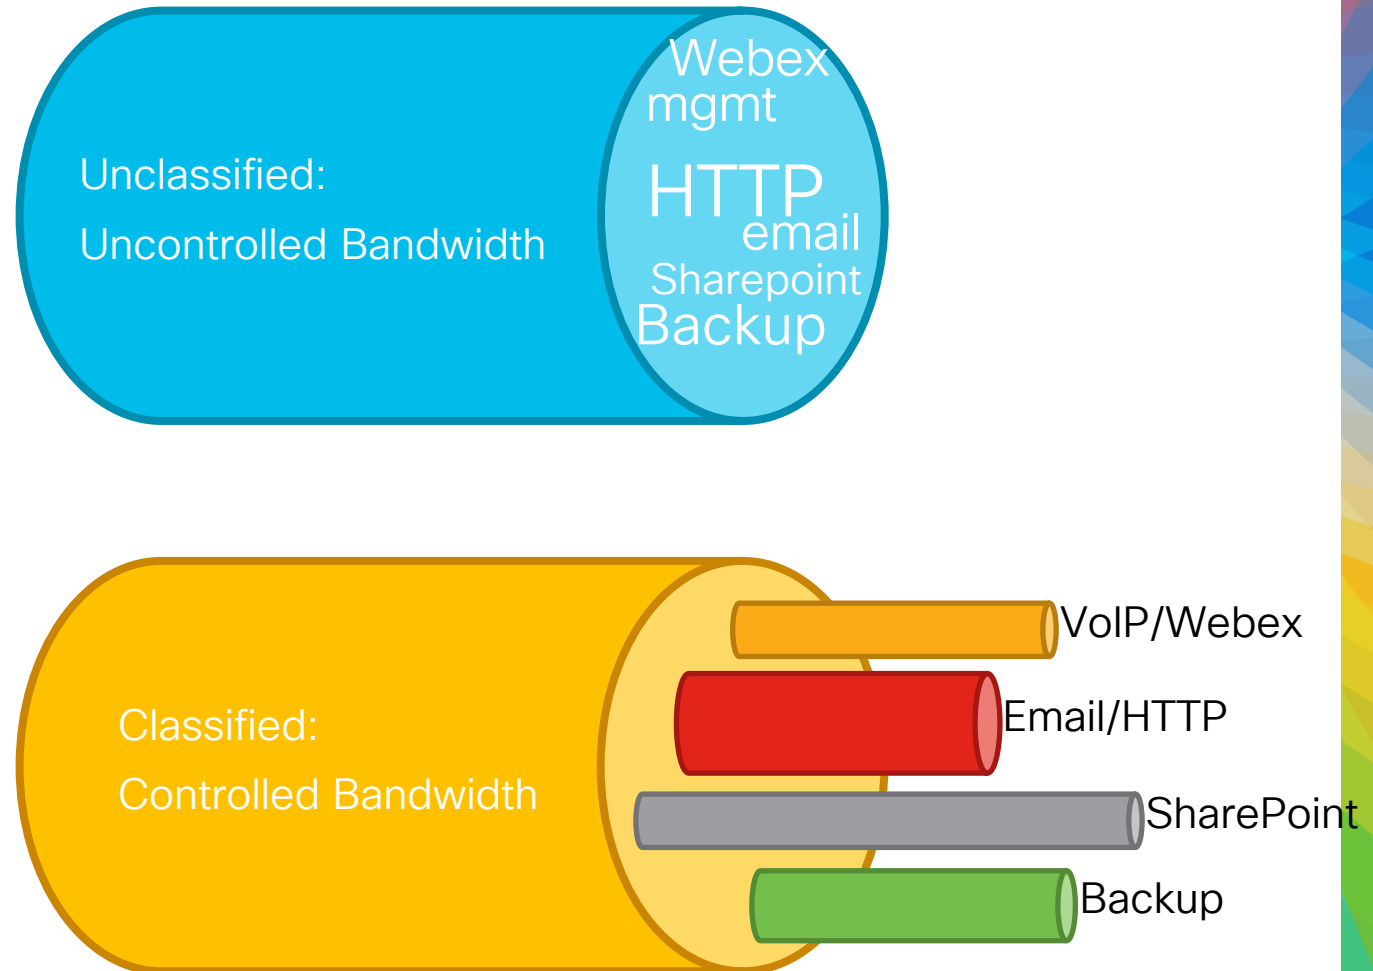 Webex
mgmt
Unclassified:
HTTP
email
Uncontrolled Bandwidth
Sharepoint
Backup
VoIP/Webex
Email/HTTP
Classified:
Controlled Bandwidth
SharePoint
Backup